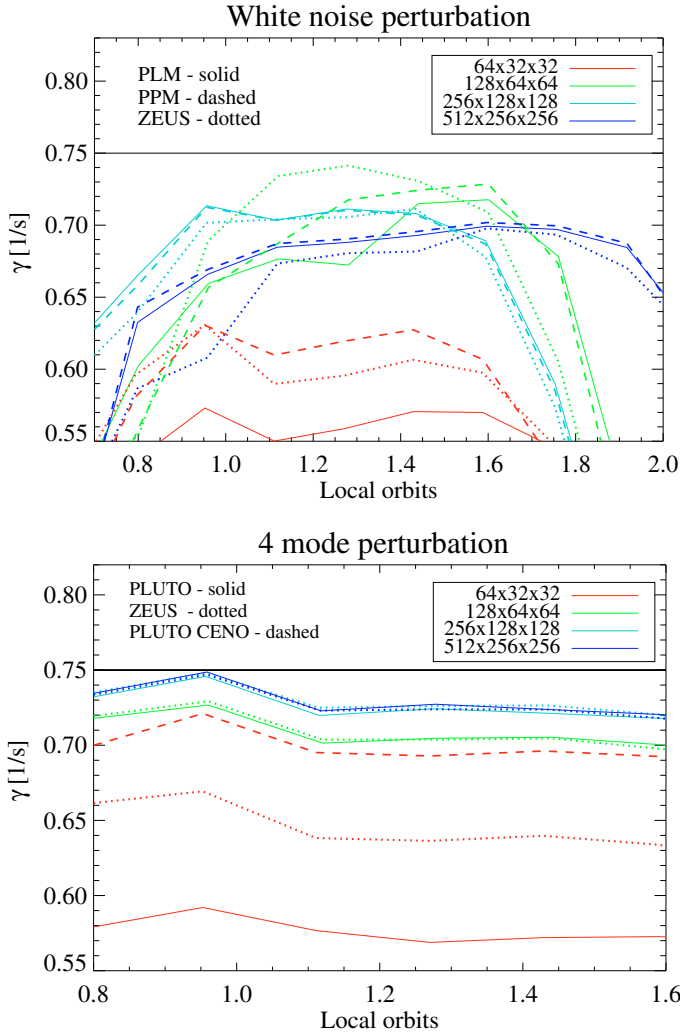 White noise perturbation
PLM - solid
PPM - dashed
ZEUS - dotted
64x32x32
128x64x64
256x128x128
512x256x256
0.80
0.75
0.70
0.65
0.60
0.55
γ [1/s]
0.8 1.0 1.2 1.4 1.6 1.8 2.0
Local orbits
4 mode perturbation
PLUTO - solid
ZEUS - dotted
PLUTO CENO - dashed
64x32x32
128x64x64
256x128x128
512x256x256
0.80
0.75
0.70
0.65
0.60
0.55
γ [1/s]
0.8 1.0 1.2 1.4 1.6
Local orbits